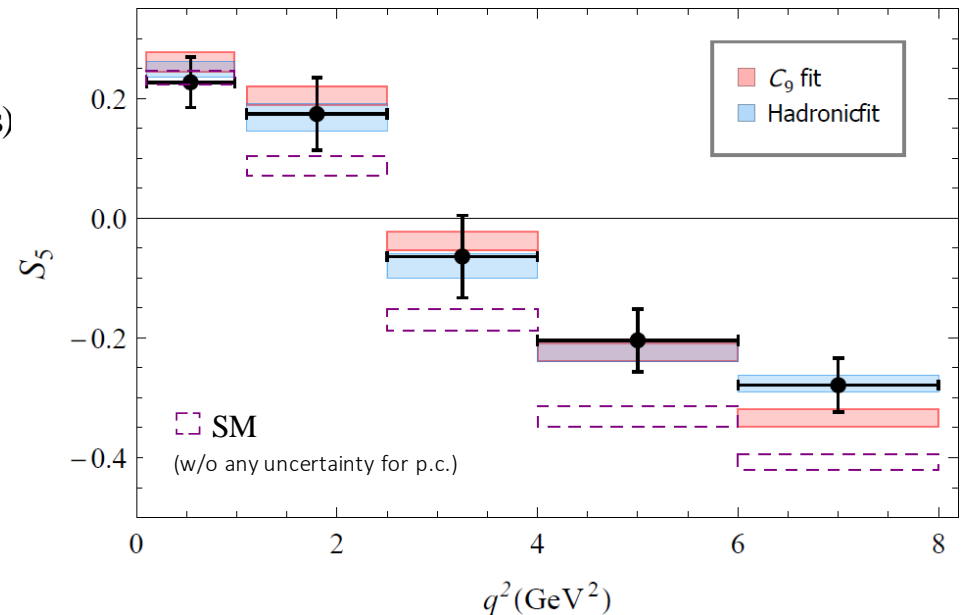 s)
C9 fit
Hadronicfit
0.2
0.0
−0.2
−0.4
S5
SM
(w/o any uncertainty for p.c.)
0 2 4 6 8
q²(GeV²)